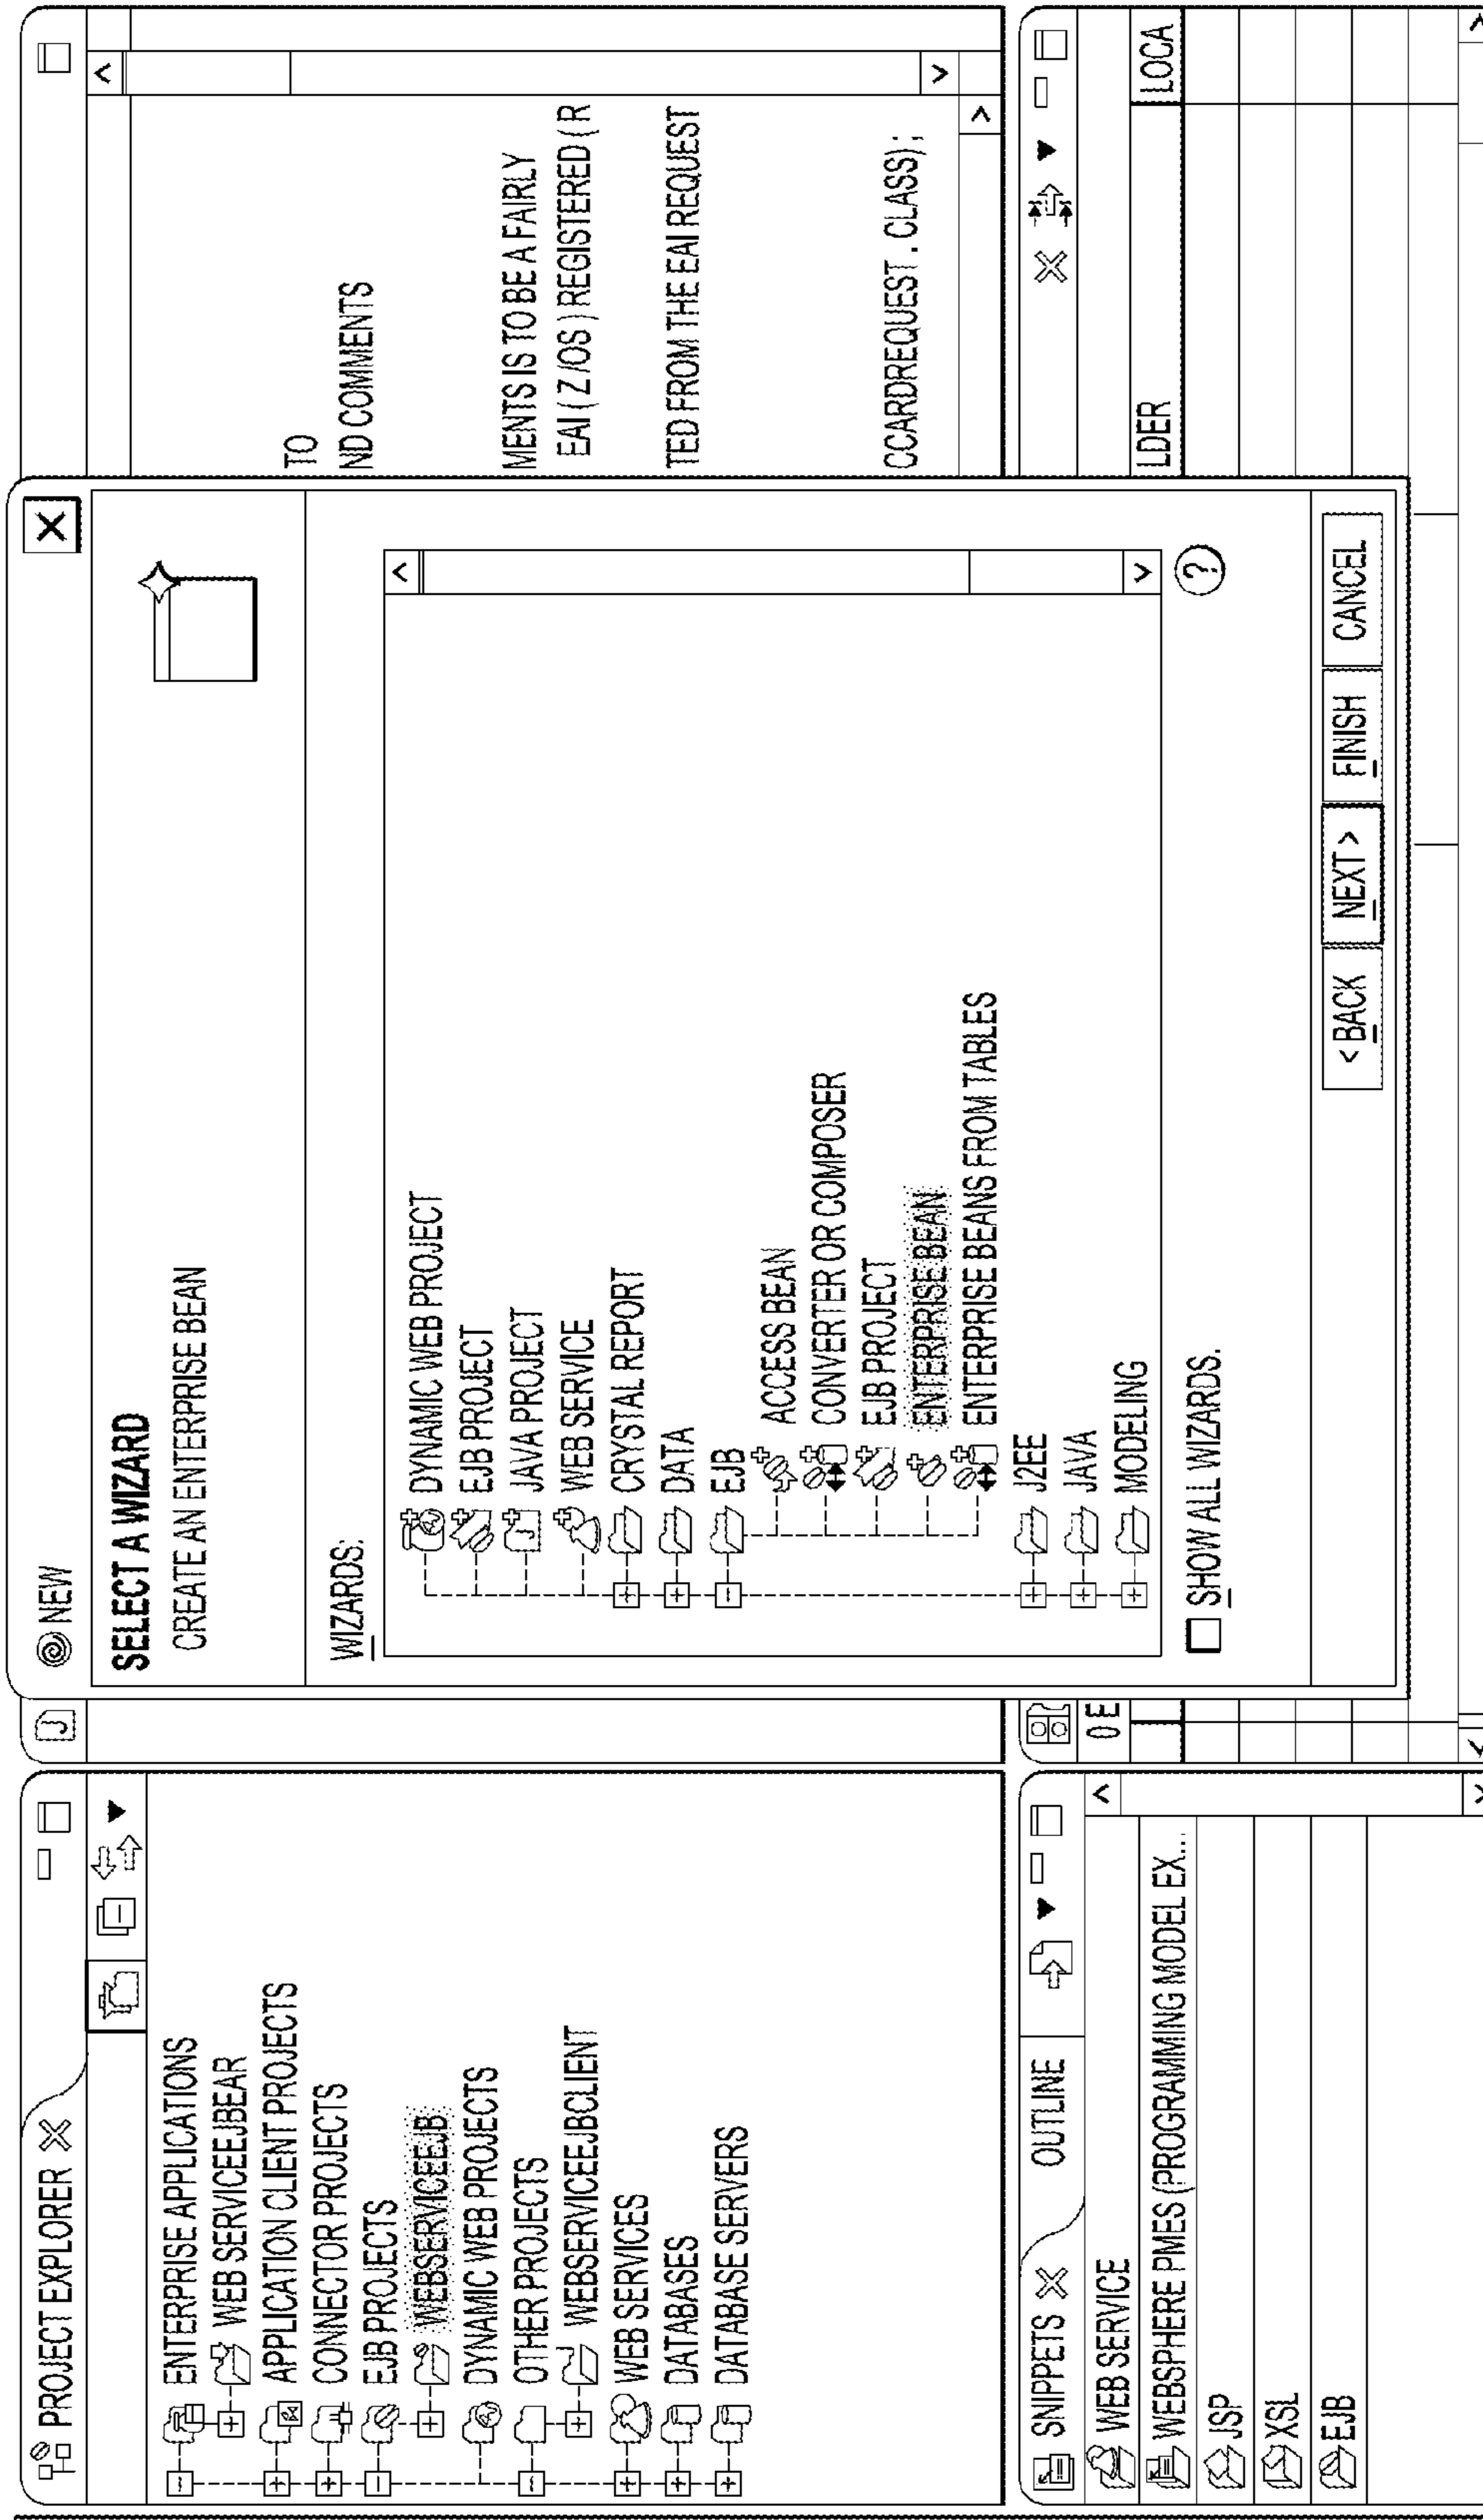 PROJECT EXPLORER
ENTERPRISE APPLICATIONS
WEB SERVICEEJBEAR
APPLICATION CLIENT PROJECTS
CONNECTOR PROJECTS
EJB PROJECTS
WEBSERVICEEJB
DYNAMIC WEB PROJECTS
OTHER PROJECTS
WEBSERVICEEJBCLIENT
WEB SERVICES
DATABASES
DATABASE SERVERS
SNIPPETS OUTLINE
WEB SERVICE
WEBSPHERE PMES (PROGRAMMING MODEL EX...
JSP
XSL
EJB
J
0 E
NEW
SELECT A WIZARD
CREATE AN ENTERPRISE BEAN
WIZARDS:
DYNAMIC WEB PROJECT
EJB PROJECT
JAVA PROJECT
WEB SERVICE
CRYSTAL REPORT
DATA
EJB
ACCESS BEAN
CONVERTER OR COMPOSER
EJB PROJECT
ENTERPRISE BEAN
ENTERPRISE BEANS FROM TABLES
J2EE
JAVA
MODELING
SHOW ALL WIZARDS.
?
< BACK NEXT > FINISH CANCEL
TO
ND COMMENTS
MENTS IS TO BE A FAIRLY
EAI ( Z /OS ) REGISTERED ( R
TED FROM THE EAI REQUEST
CCARDREQUEST . CLASS) ;
LDER LOCA